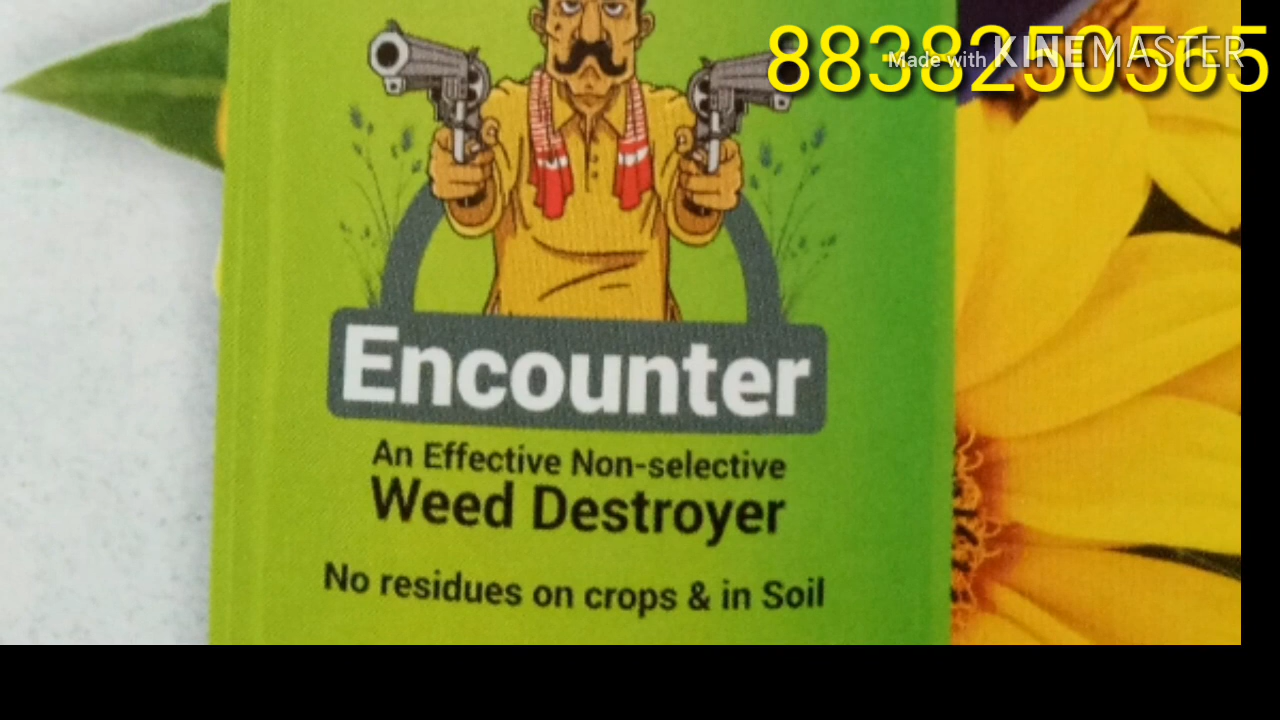 8838250565
Made with KINEMASTER
Encounter
An Effective Non-selective
Weed Destroyer
No residues on crops & in Soil